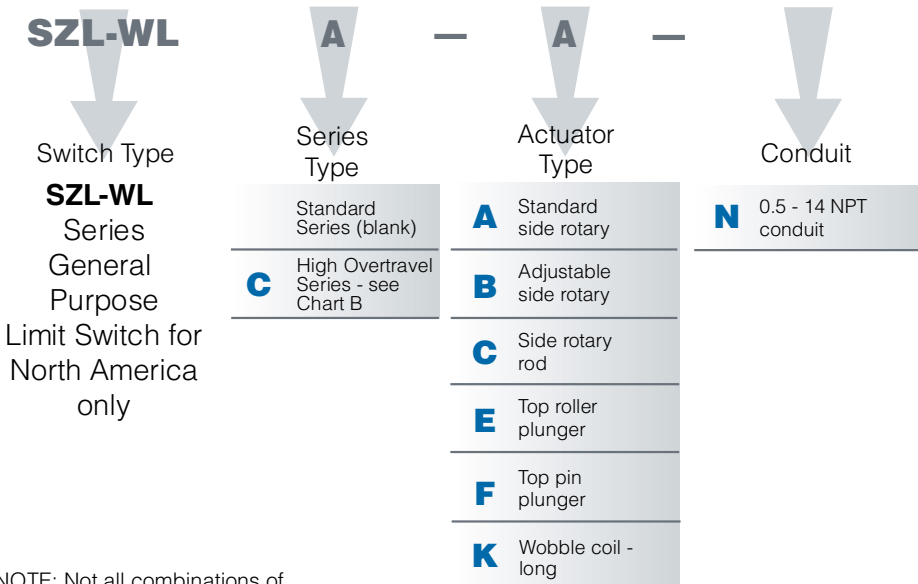 SZL-WL A — A —
Switch Type
SZL-WL
Series
General
Purpose
Limit Switch for
North America
only
Series
Type
Standard
Series (blank)
C High Overtravel
Series - see
Chart B
Actuator
Type
A Standard
side rotary
B Adjustable
side rotary
C Side rotary
rod
E Top roller
plunger
F Top pin
plunger
K Wobble coil -
long
Conduit
N 0.5 - 14 NPT
conduit
NOTE: Not all combinations of